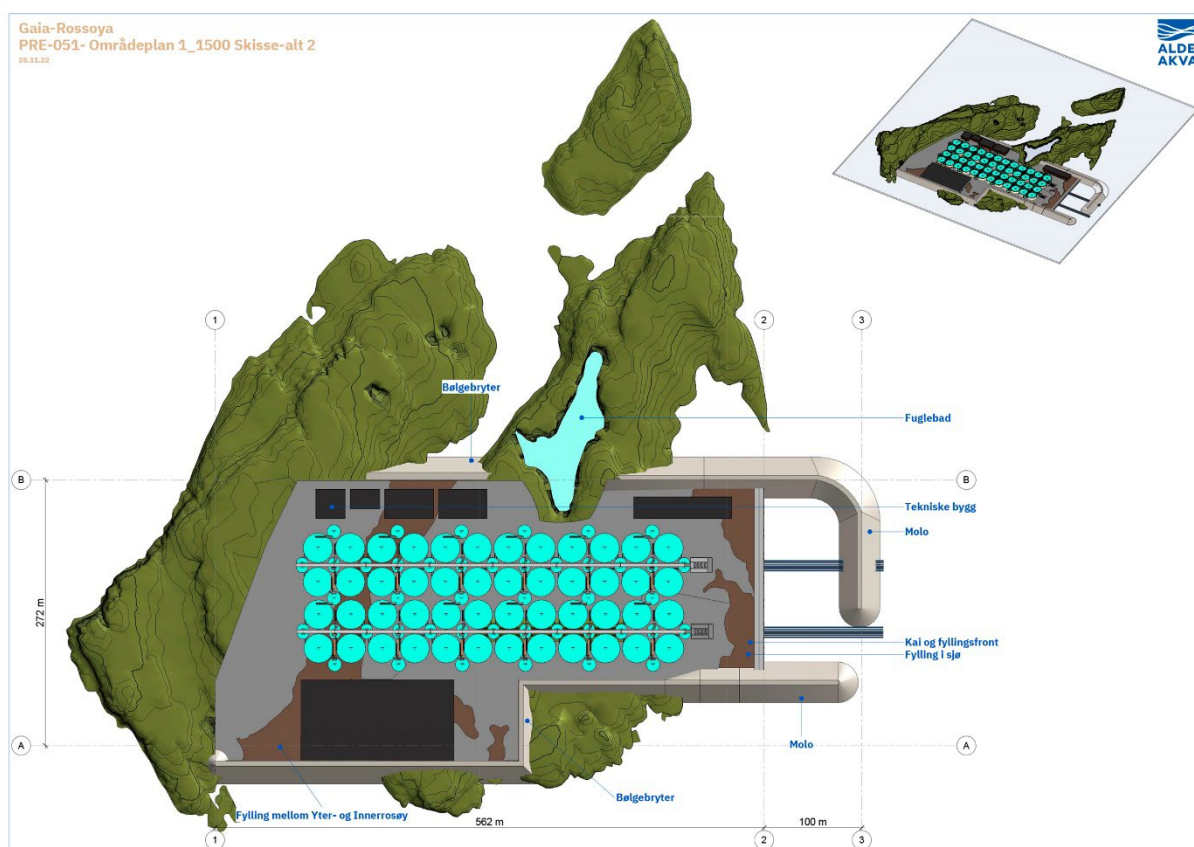 Gaia-Rossoya
PRE-051- Områdeplan 1_1500 Skisse-alt 2
28.11.22
ALDE
AKVA
1
2
3
Bølgebryter
Fuglebad
B
B
Tekniske bygg
Molo
272 m
Kai og fyllingsfront
Fylling i sjø
A
Molo
A
Bølgebryter
Fylling mellom Yter- og Innerrosøy
562 m
100 m
1
2
3